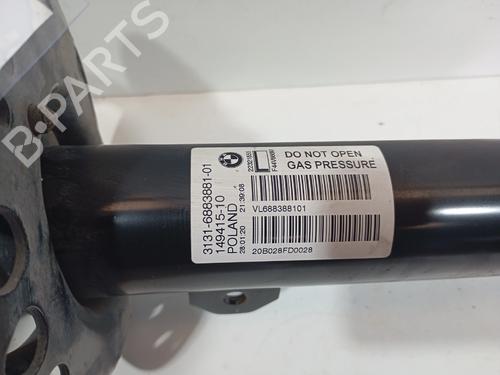 3131-6883881-01
149415-10
POLAND
28.01.20
21:39:08
DO NOT OPEN
GAS PRESSURE
VL688388101
20B028FD0028
B-PARTS